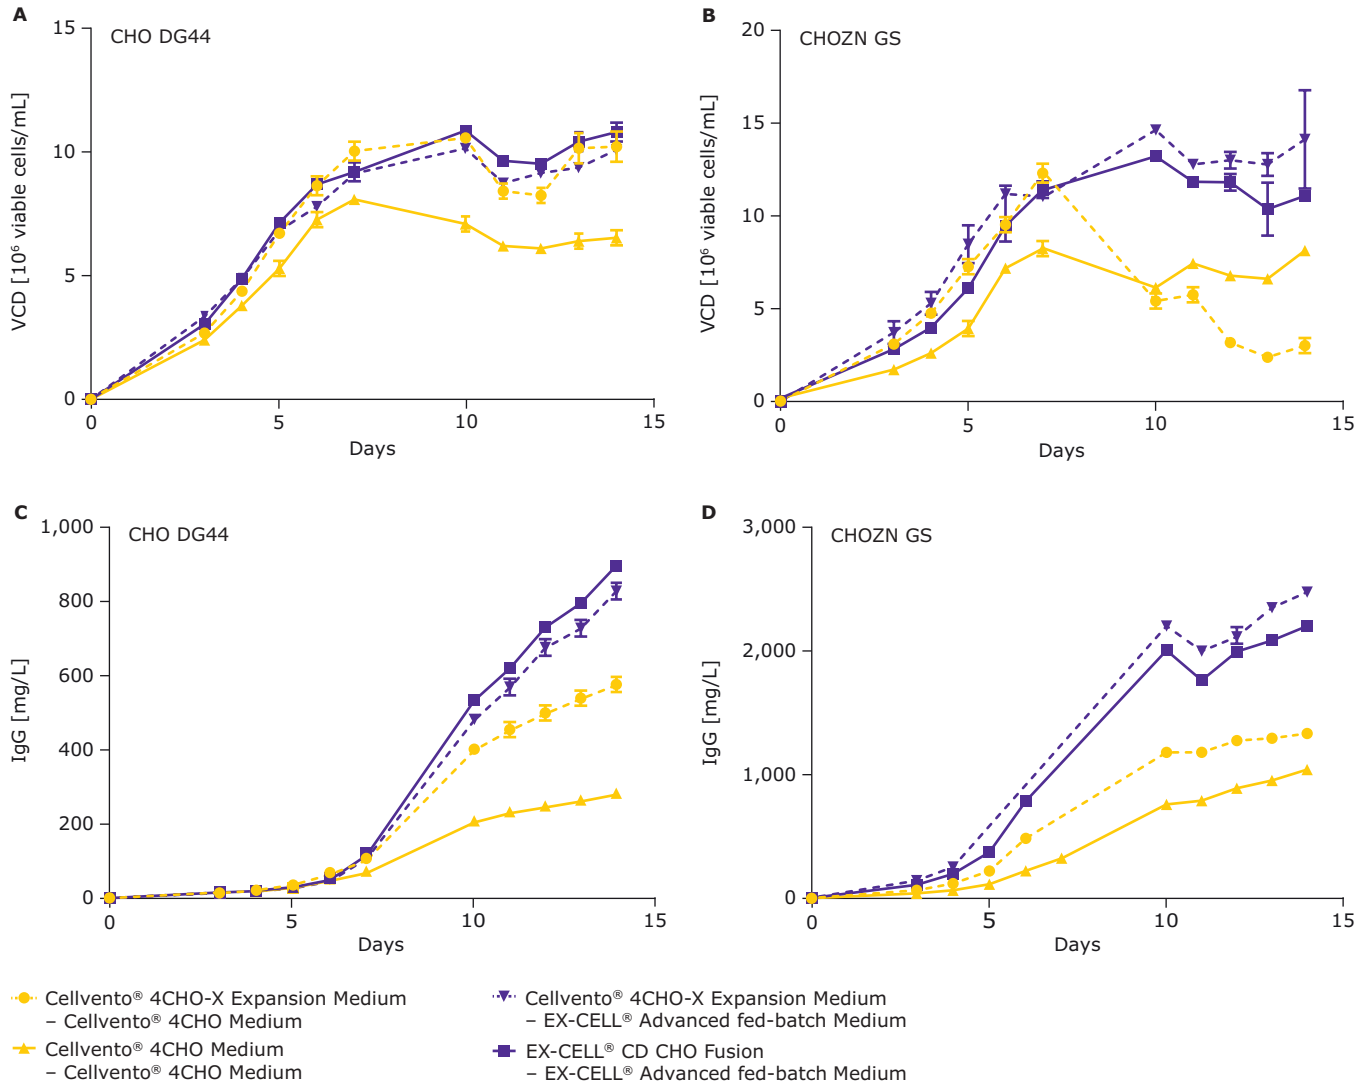 A
CHO DG44
VCD [10⁶ viable cells/mL]
15
10
5
0
0 5 10 15
Days
B
CHOZN GS
VCD [10⁶ viable cells/mL]
20
15
10
5
0
0 5 10 15
Days
C
CHO DG44
IgG [mg/L]
1,000
800
600
400
200
0
0 5 10 15
Days
D
CHOZN GS
IgG [mg/L]
3,000
2,000
1,000
0
0 5 10 15
Days
Cellvento® 4CHO-X Expansion Medium
– Cellvento® 4CHO Medium
Cellvento® 4CHO Medium
– Cellvento® 4CHO Medium
Cellvento® 4CHO-X Expansion Medium
– EX-CELL® Advanced fed-batch Medium
EX-CELL® CD CHO Fusion
– EX-CELL® Advanced fed-batch Medium